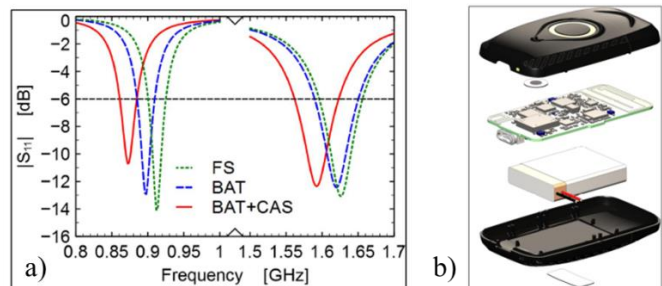 0
−2
−4
−6
−8
−10
−12
−14
−16
|S₁₁| [dB]
FS
BAT
BAT+CAS
0.8 0.85 0.9 0.95 1 1.5 1.55 1.6 1.65 1.7
Frequency [GHz]
a)
b)